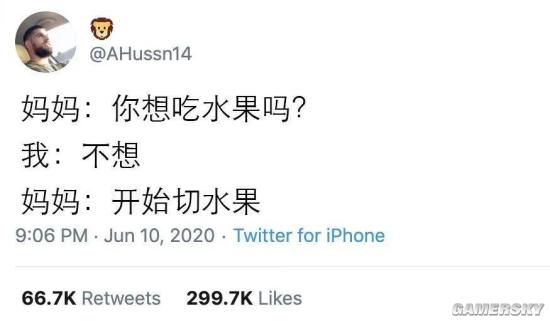 🦁
@AHussn14
妈妈：你想吃水果吗?
我：不想
妈妈：开始切水果
9:06 PM · Jun 10, 2020 · Twitter for iPhone
66.7K Retweets 299.7K Likes
GAMERSKY